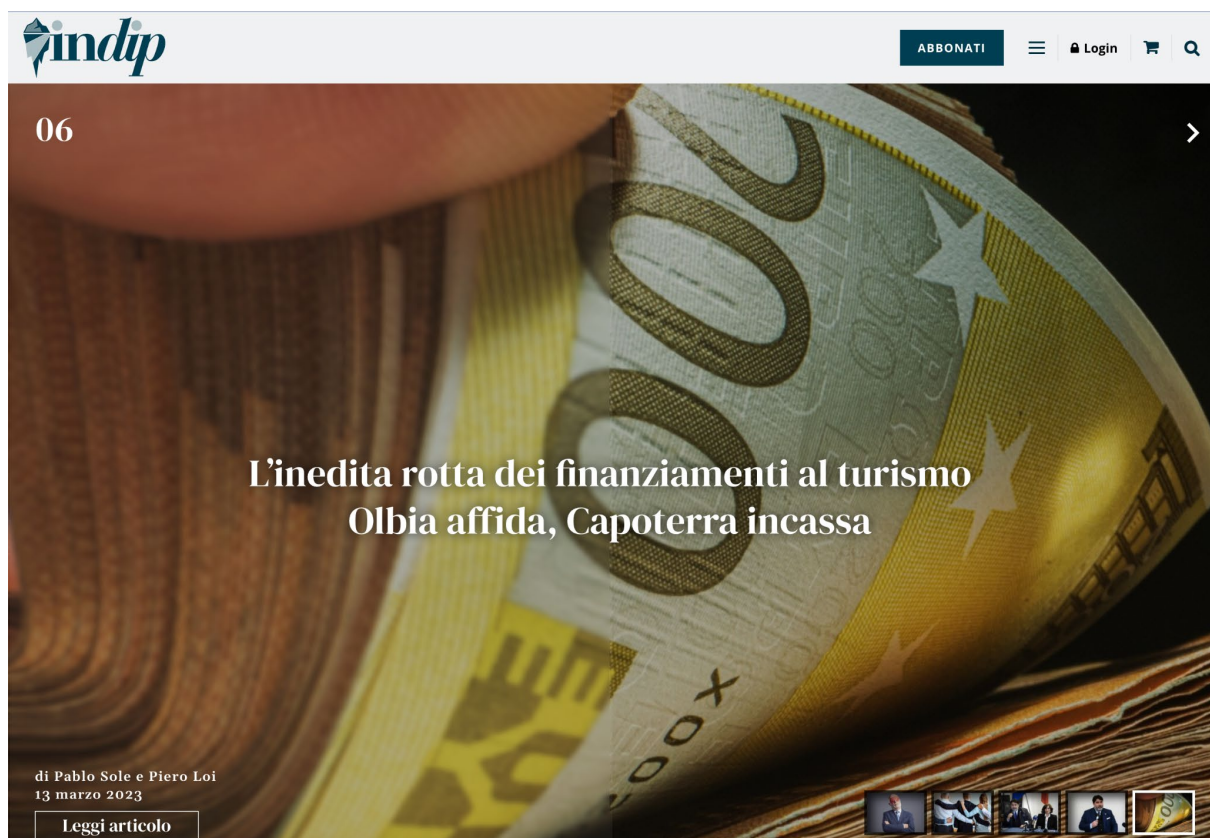 indip
ABBONATI
Login
06
200
L'inedita rotta dei finanziamenti al turismo
Olbia affida, Capoterra incassa
di Pablo Sole e Piero Loi
13 marzo 2023
Leggi articolo